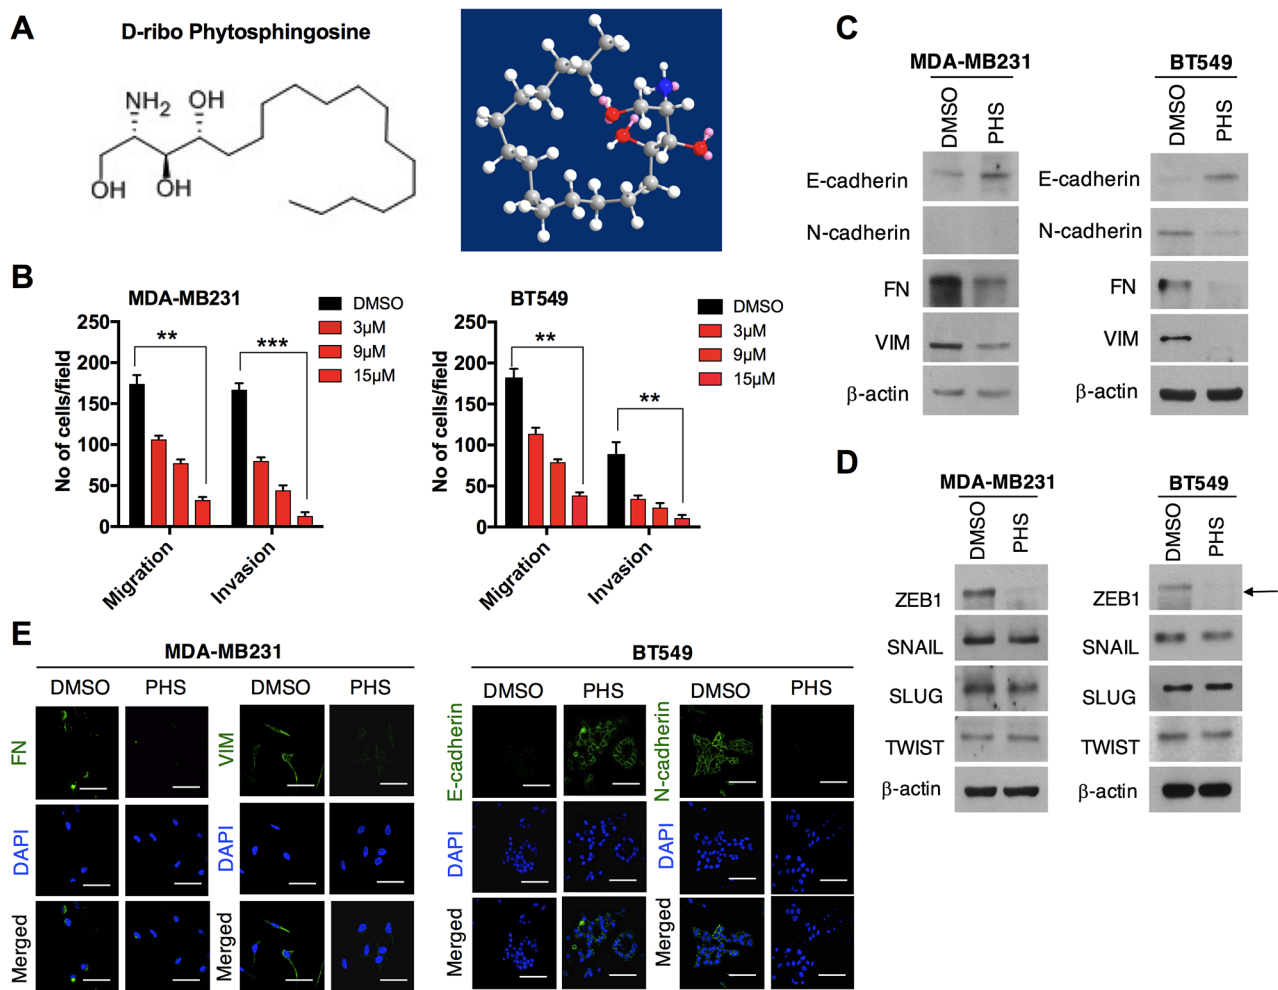 A
D-ribo Phytosphingosine
NH2
OH
OH
OH
B
MDA-MB231
DMSO
3µM
9µM
15µM
No of cells/field
250
200
150
100
50
0
**
***
Migration
Invasion
BT549
DMSO
3µM
9µM
15µM
No of cells/field
250
200
150
100
50
0
**
**
Migration
Invasion
C
MDA-MB231
DMSO
PHS
E-cadherin
N-cadherin
FN
VIM
β-actin
BT549
DMSO
PHS
E-cadherin
N-cadherin
FN
VIM
β-actin
D
MDA-MB231
DMSO
PHS
ZEB1
SNAIL
SLUG
TWIST
β-actin
BT549
DMSO
PHS
ZEB1
SNAIL
SLUG
TWIST
β-actin
E
MDA-MB231
DMSO
PHS
DMSO
PHS
FN
VIM
DAPI
DAPI
Merged
Merged
BT549
DMSO
PHS
DMSO
PHS
E-cadherin
N-cadherin
DAPI
DAPI
Merged
Merged